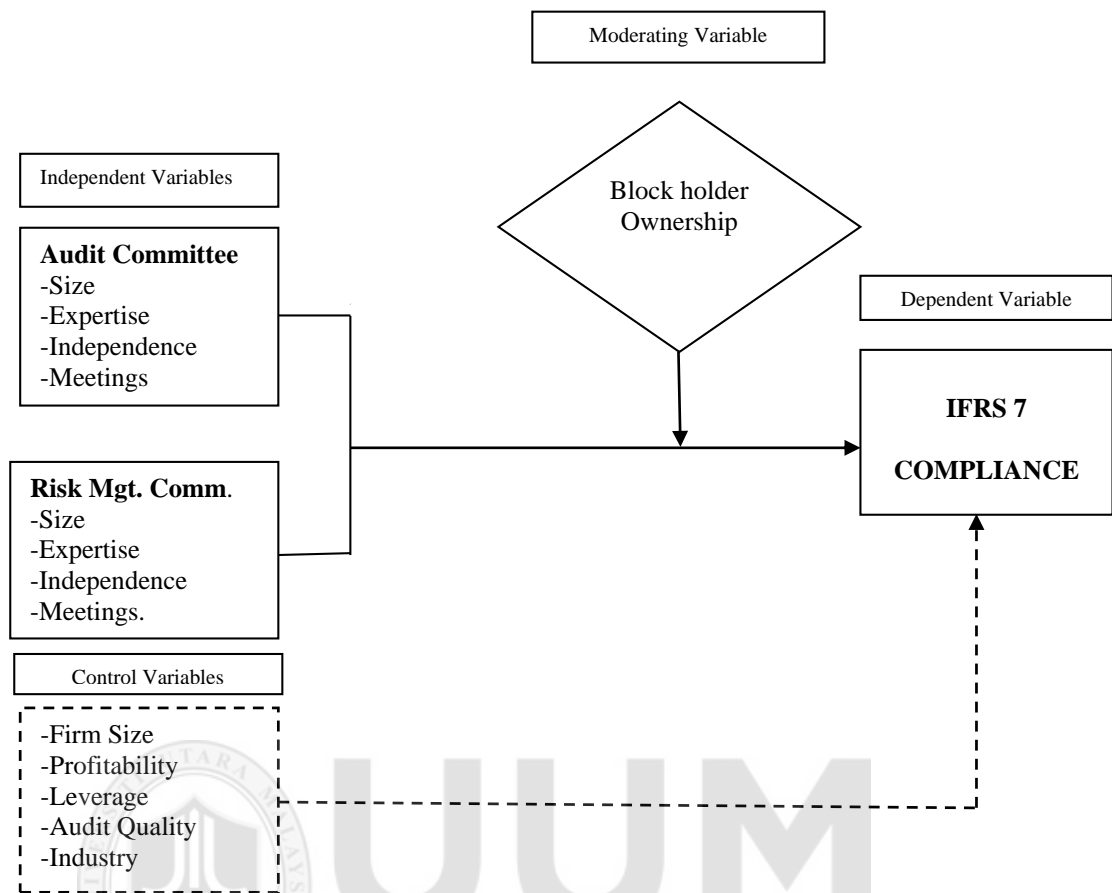 Moderating Variable
Block holder
Ownership
Independent Variables
Audit Committee
-Size
-Expertise
-Independence
-Meetings
Dependent Variable
IFRS 7
COMPLIANCE
Risk Mgt. Comm.
-Size
-Expertise
-Independence
-Meetings.
Control Variables
-Firm Size
-Profitability
-Leverage
-Audit Quality
-Industry
UUM